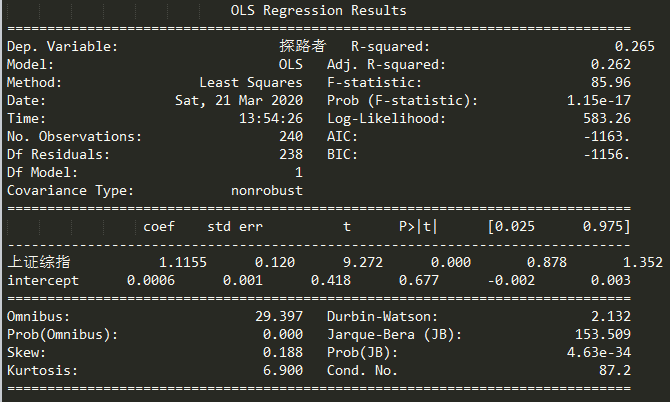 OLS Regression Results
==============================================================================
Dep. Variable: 探路者 R-squared: 0.265
Model: OLS Adj. R-squared: 0.262
Method: Least Squares F-statistic: 85.96
Date: Sat, 21 Mar 2020 Prob (F-statistic): 1.15e-17
Time: 13:54:26 Log-Likelihood: 583.26
No. Observations: 240 AIC: -1163.
Df Residuals: 238 BIC: -1156.
Df Model: 1
Covariance Type: nonrobust
==============================================================================
coef std err t P>|t| [0.025 0.975]
------------------------------------------------------------------------------
上证综指 1.1155 0.120 9.272 0.000 0.878 1.352
intercept 0.0006 0.001 0.418 0.677 -0.002 0.003
==============================================================================
Omnibus: 29.397 Durbin-Watson: 2.132
Prob(Omnibus): 0.000 Jarque-Bera (JB): 153.509
Skew: 0.188 Prob(JB): 4.63e-34
Kurtosis: 6.900 Cond. No. 87.2
==============================================================================